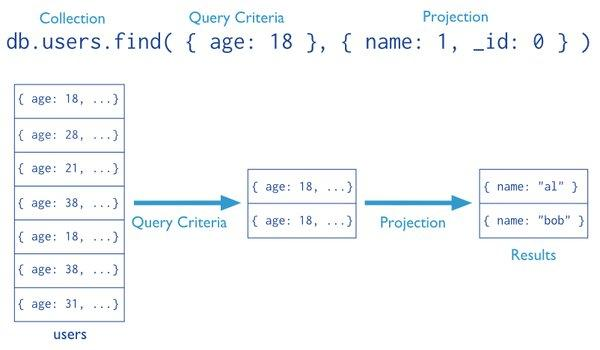 Collection Query Criteria Projection
db.users.find( { age: 18 }, { name: 1, _id: 0 } )
{ age: 18, ...}
{ age: 28, ...}
{ age: 21, ...}
{ age: 38, ...}
{ age: 18, ...}
{ age: 38, ...}
{ age: 31, ...}
users
Query Criteria
{ age: 18, ...}
{ age: 18, ...}
Projection
{ name: "al" }
{ name: "bob" }
Results